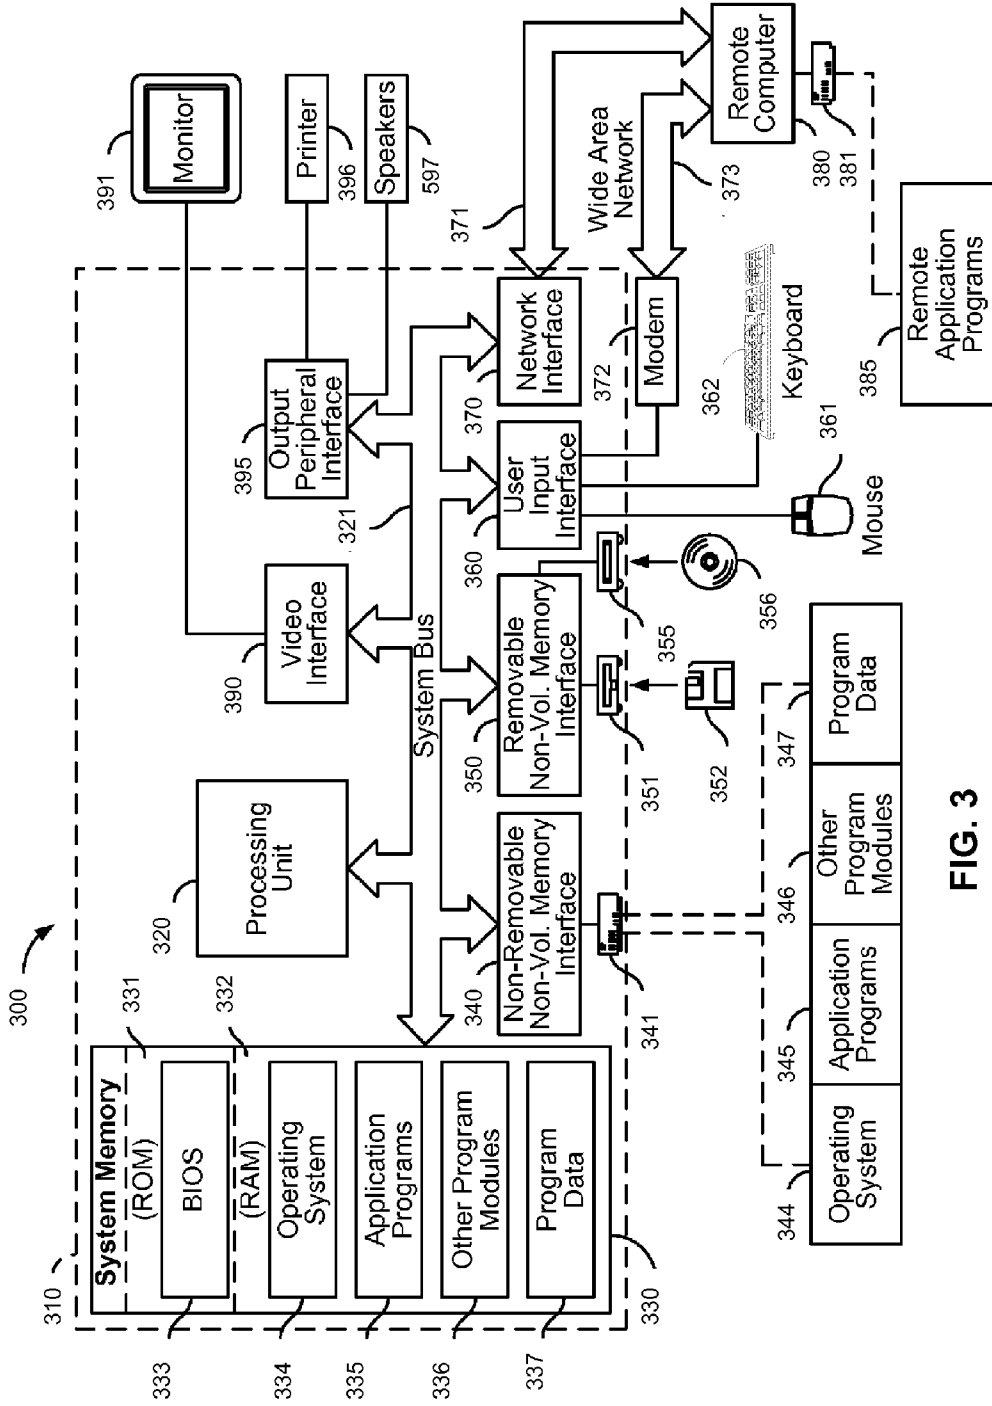 300
310
System Memory
(ROM)
331
BIOS
333
(RAM)
332
Operating
System
334
Application
Programs
335
Other Program
Modules
336
Program
Data
337
330
Processing
Unit
320
Video
Interface
390
Output
Peripheral
Interface
395
Monitor
391
Printer
396
Speakers
597
System Bus
321
Non-Removable
Non-Vol. Memory
Interface
340
Removable
Non-Vol. Memory
Interface
350
User
Input
Interface
360
Network
Interface
370
371
Wide Area
Network
373
Modem
372
Remote
Computer
380
381
341
351
352
355
356
Mouse
361
Keyboard
362
Remote
Application
Programs
385
Operating
System
344
Application
Programs
345
Other
Program
Modules
346
Program
Data
347
FIG. 3